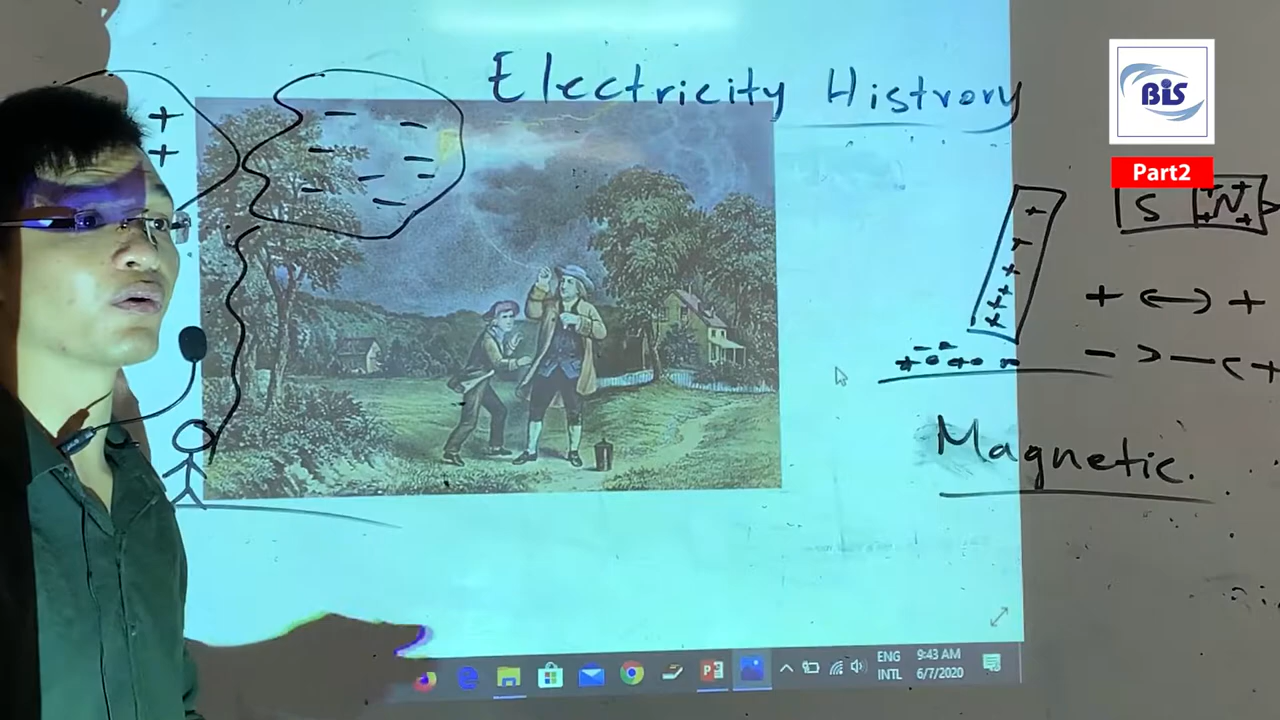 Electricity Histrory
BiS
Part2
+
+
S N
+ ↔ +
Magnetic.
ENG
INTL
9:43 AM
6/7/2020